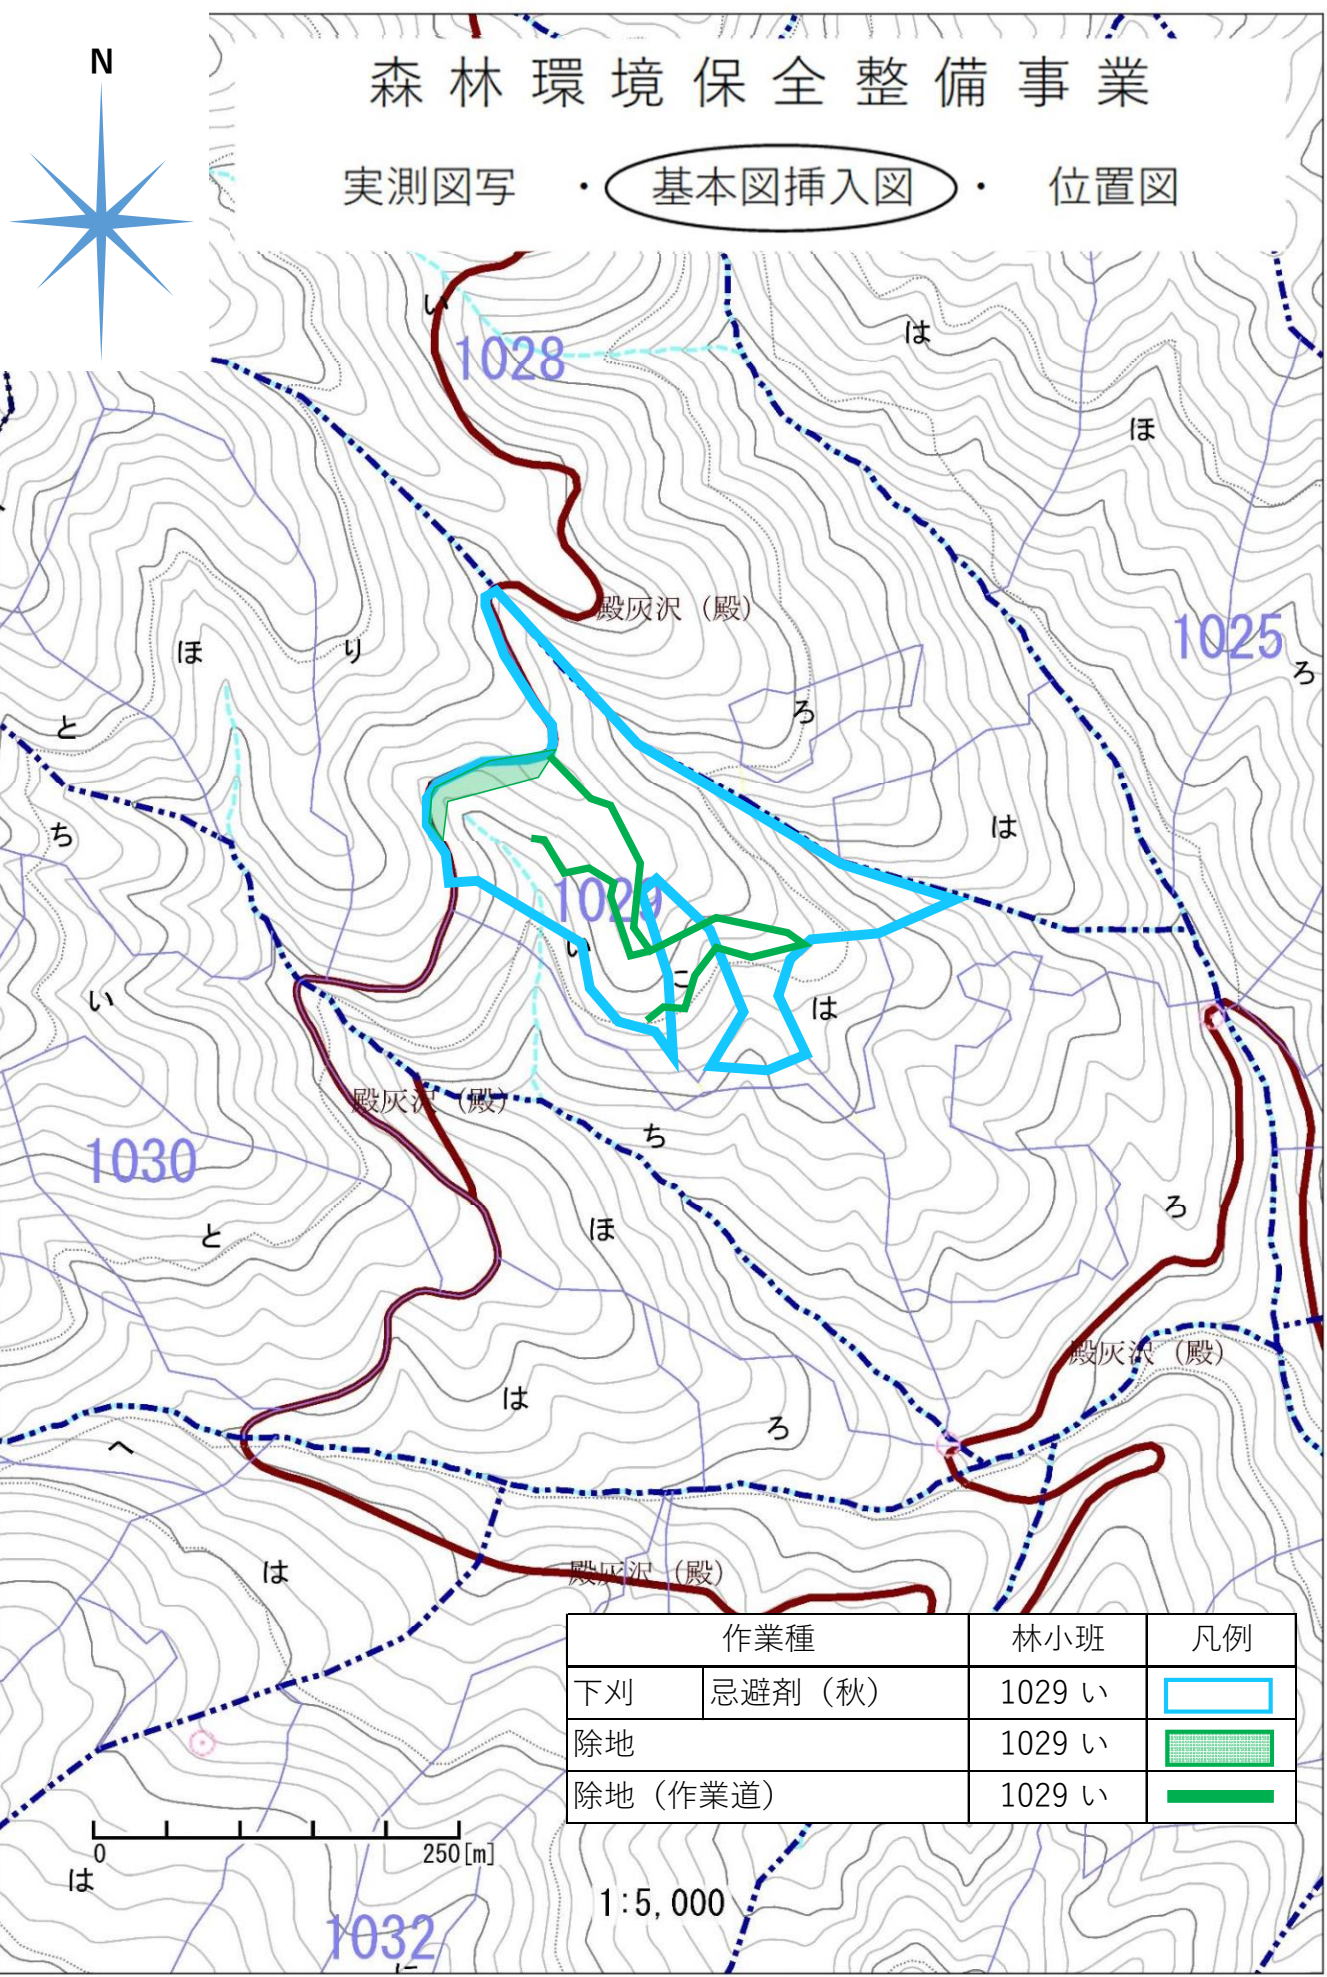 N
森林環境保全整備事業
実測図写 ・ 基本図挿入図 ・ 位置図
い
1028
は
ほ
殿灰沢（殿）
1025
ほ
り
ろ
ろ
と
ち
は
1029
い
に
い
は
殿灰沢（殿）
ち
1030
ろ
と
ほ
殿灰沢（殿）
は
ろ
へ
は
殿灰沢（殿）
作業種 林小班 凡例
下刈 忌避剤（秋） 1029 い
除地 1029 い
除地（作業道） 1029 い
0 250[m]
は
1:5,000
1032